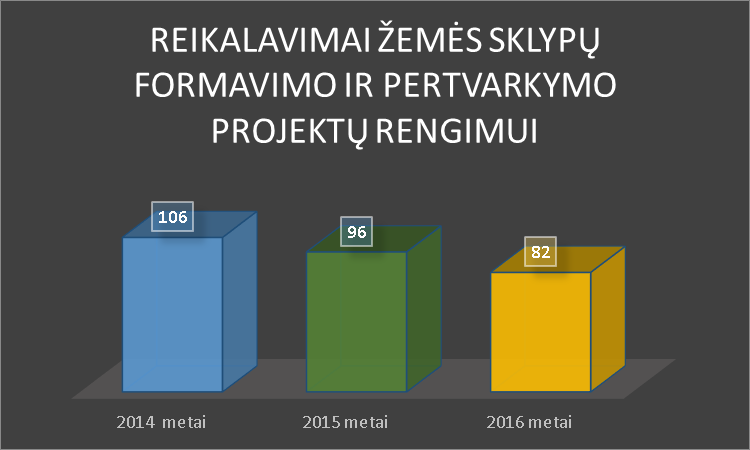 REIKALAVIMAI ŽEMĖS SKLYPŲ
FORMAVIMO IR PERTVARKYMO
PROJEKTŲ RENGIMUI
106
96
82
2014 metai
2015 metai
2016 metai